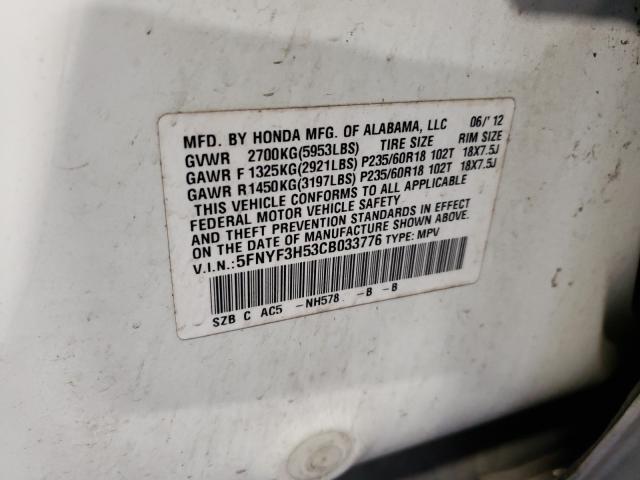 MFD. BY HONDA MFG. OF ALABAMA, LLC 06/'12
GVWR 2700KG(5953LBS) TIRE SIZE RIM SIZE
GAWR F 1325KG(2921LBS) P235/60R18 102T 18X7.5J
GAWR R 1450KG(3197LBS) P235/60R18 102T 18X7.5J
THIS VEHICLE CONFORMS TO ALL APPLICABLE
FEDERAL MOTOR VEHICLE SAFETY
AND THEFT PREVENTION STANDARDS IN EFFECT
ON THE DATE OF MANUFACTURE SHOWN ABOVE.
V.I.N.:5FNYF3H53CB033776 TYPE: MPV
SZB C AC5 -NH578 -B -B